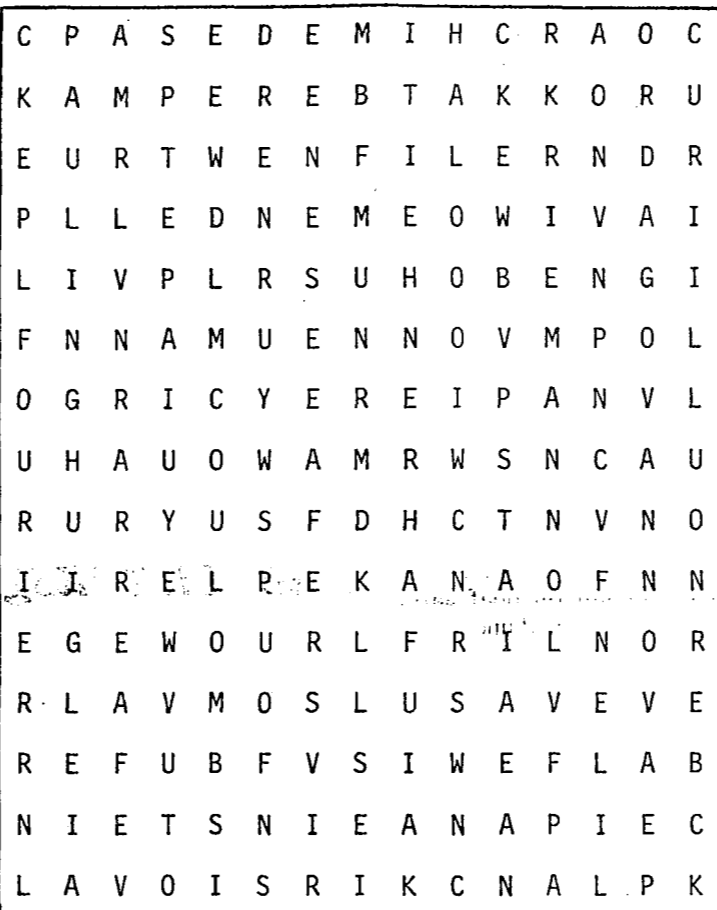 C P A S E D E M I H C R A O C
K A M P E R E B T A K K O R U
E U R T W E N F I L E R N D R
P L L E D N E M E O W I V A I
L I V P L R S U H O B E N G I
F N N A M U E N N O V M P O L
O G R I C Y E R E I P A N V L
U H A U O W A M R W S N C A U
R U R Y U S F D H C T N V N O
I I R E L P E K A N A O F N N
E G E W O U R L F R I L N O R
R L A V M O S L U S A V E V E
R E F U B F V S I W E F L A B
N I E T S N I E A N A P I E C
L A V O I S R I K C N A L P K